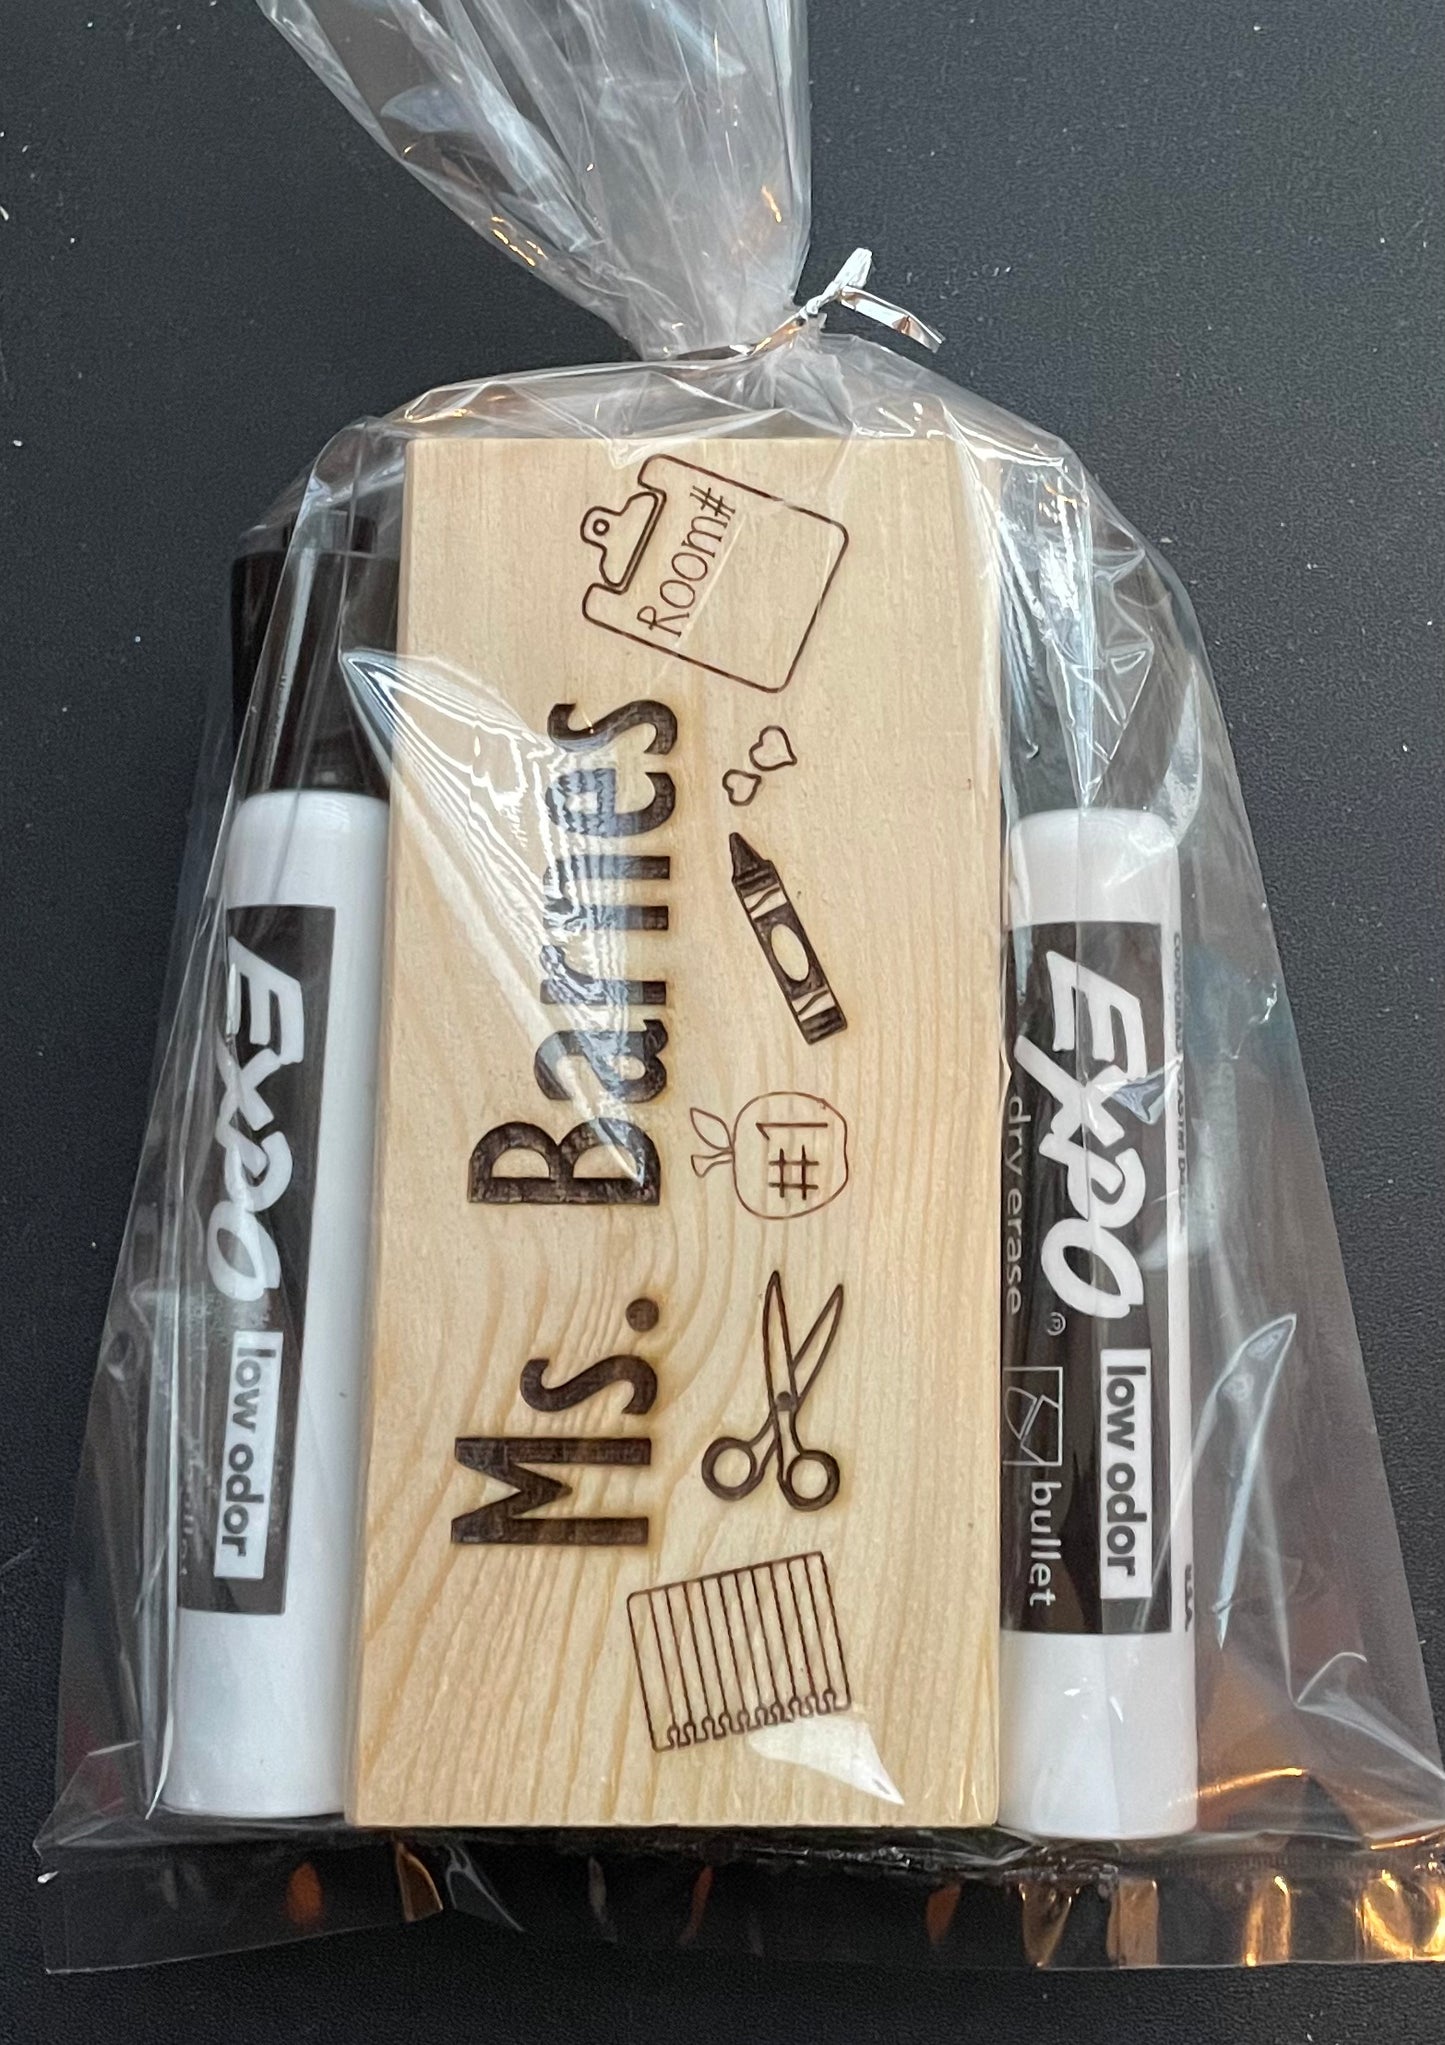 Ms. Barnes
Room#
#1
EXPO
low odor
EXPO®
low odor
dry erase
bullet